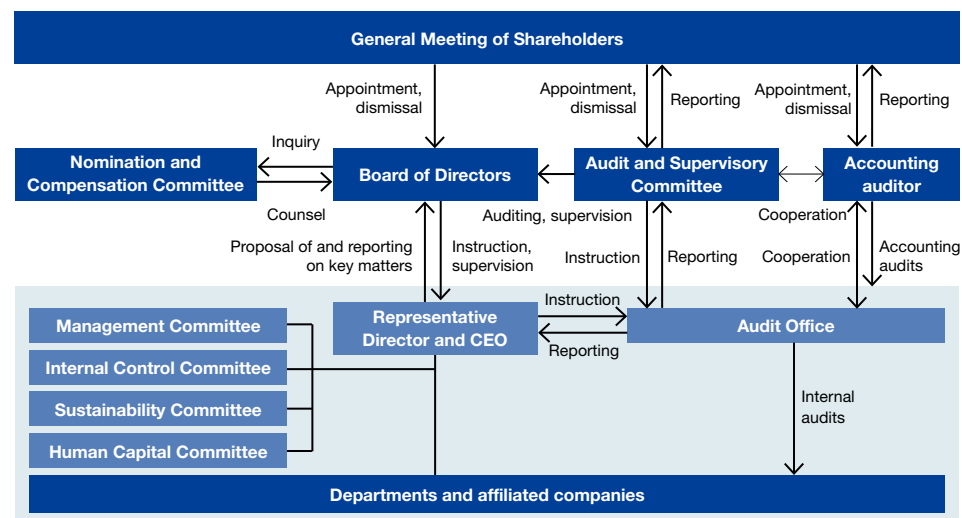 General Meeting of Shareholders
Appointment,
dismissal
Appointment,
dismissal
Reporting
Appointment,
dismissal
Reporting
Inquiry
Nomination and
Compensation Committee
Board of Directors
Audit and Supervisory
Committee
Accounting
auditor
Counsel
Auditing, supervision
Cooperation
Proposal of and reporting
on key matters
Instruction,
supervision
Instruction
Reporting
Cooperation
Accounting
audits
Management Committee
Internal Control Committee
Sustainability Committee
Human Capital Committee
Representative
Director and CEO
Instruction
Reporting
Audit Office
Internal
audits
Departments and affiliated companies